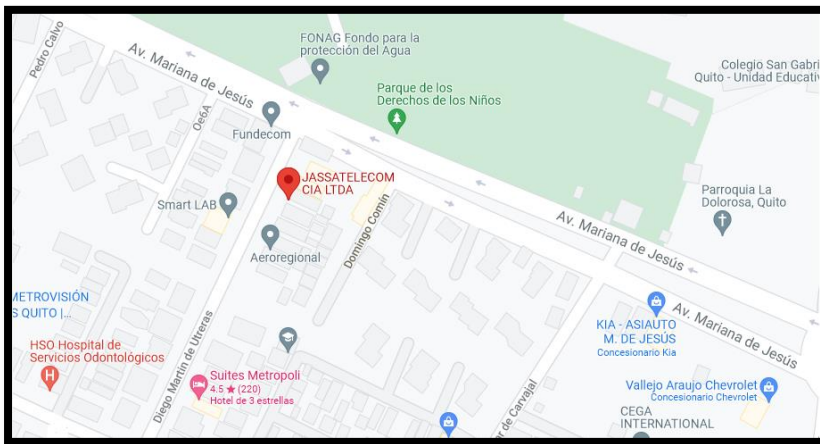 FONAG Fondo para la
protección del Agua
Pedro Calvo
Av. Mariana de Jesús
Colegio San Gabri
Quito - Unidad Educativ
Parque de los
Derechos de los Niños
Oe6A
Fundecom
JASSATELECOM
CIA LTDA
Smart LAB
Parroquia La
Dolorosa, Quito
Domingo Comín
Av. Mariana de Jesús
Aeroregional
METROVISIÓN
S QUITO |...
KIA - ASIAUTO
M. DE JESÚS
Concesionario Kia
Av. Mariana de Jesús
HSO Hospital de
Servicios Odontológicos
Diego Martín de Utreras
Suites Metropoli
4.5 ★ (220)
Hotel de 3 estrellas
Vallejo Araujo Chevrolet
Concesionario Chevrolet
ar de Carvajal
CEGA
INTERNATIONAL